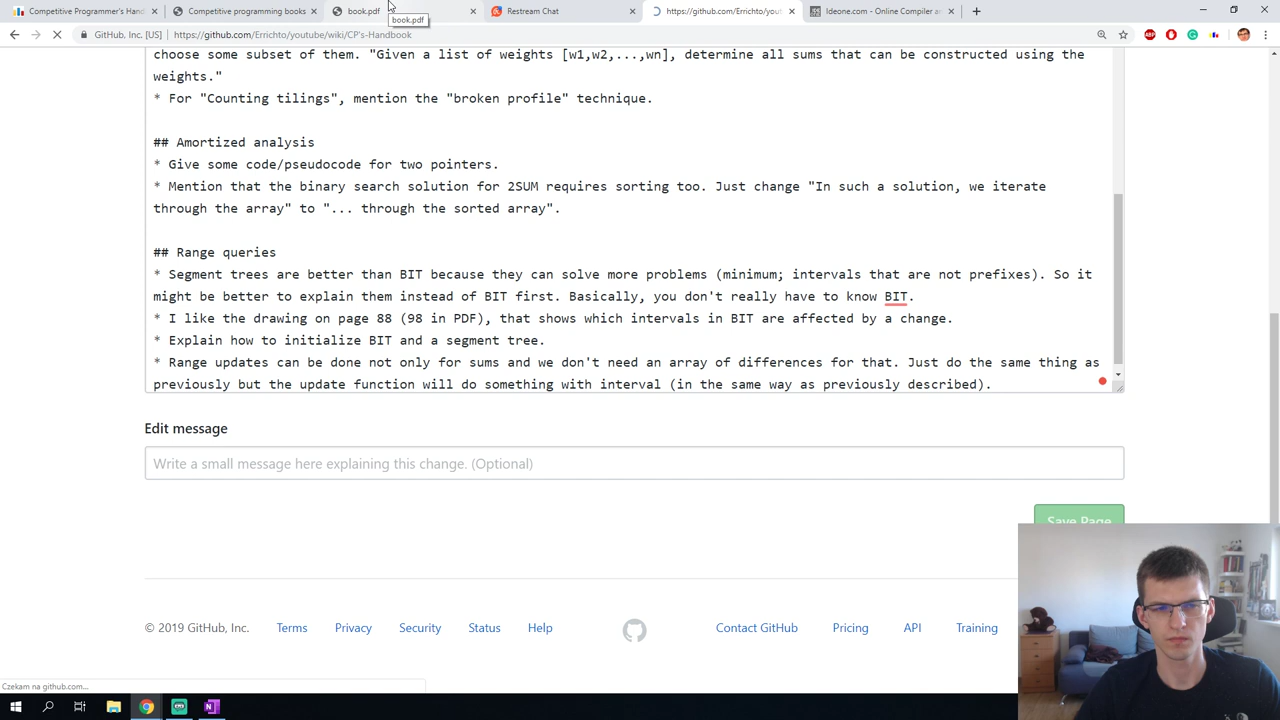 Competitive Programmer's Hand
Competitive programming books
book.pdf
Restream Chat
https://github.com/Errichto/yout
Ideone.com - Online Compiler an
book.pdf
GitHub, Inc. [US]
https://github.com/Errichto/youtube/wiki/CP's-Handbook
choose some subset of them. "Given a list of weights [w1,w2,...,wn], determine all sums that can be constructed using the
weights."
* For "Counting tilings", mention the "broken profile" technique.
## Amortized analysis
* Give some code/pseudocode for two pointers.
* Mention that the binary search solution for 2SUM requires sorting too. Just change "In such a solution, we iterate
through the array" to "... through the sorted array".
## Range queries
* Segment trees are better than BIT because they can solve more problems (minimum; intervals that are not prefixes). So it
might be better to explain them instead of BIT first. Basically, you don't really have to know BIT.
* I like the drawing on page 88 (98 in PDF), that shows which intervals in BIT are affected by a change.
* Explain how to initialize BIT and a segment tree.
* Range updates can be done not only for sums and we don't need an array of differences for that. Just do the same thing as
previously but the update function will do something with interval (in the same way as previously described).
Edit message
Write a small message here explaining this change. (Optional)
Save Page
© 2019 GitHub, Inc.
Terms
Privacy
Security
Status
Help
Contact GitHub
Pricing
API
Training
Czekam na github.com...